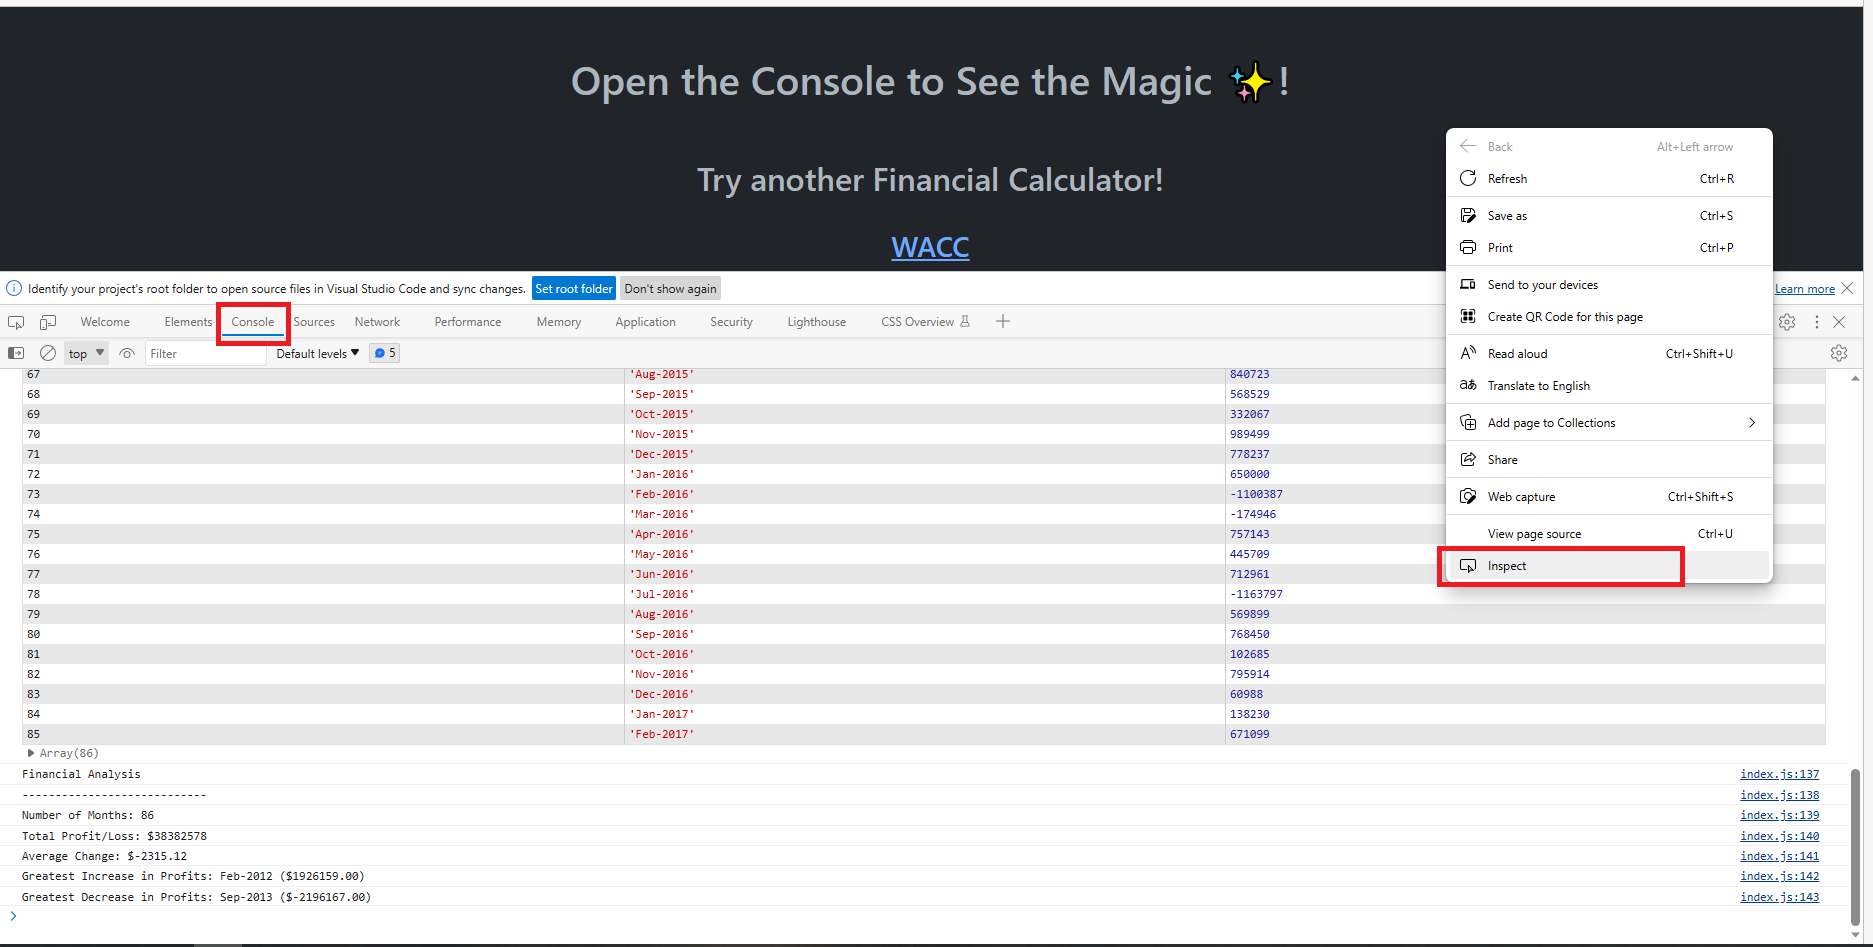 Open the Console to See the Magic ✨!
Try another Financial Calculator!
WACC
Identify your project's root folder to open source files in Visual Studio Code and sync changes. Set root folder Don't show again Learn more
Welcome Elements Console Sources Network Performance Memory Application Security Lighthouse CSS Overview
top Filter Default levels 5
67 'Aug-2015' 840723
68 'Sep-2015' 568529
69 'Oct-2015' 332067
70 'Nov-2015' 989499
71 'Dec-2015' 778237
72 'Jan-2016' 650000
73 'Feb-2016' -1100387
74 'Mar-2016' -174946
75 'Apr-2016' 757143
76 'May-2016' 445709
77 'Jun-2016' 712961
78 'Jul-2016' -1163797
79 'Aug-2016' 569899
80 'Sep-2016' 768450
81 'Oct-2016' 102685
82 'Nov-2016' 795914
83 'Dec-2016' 60988
84 'Jan-2017' 138230
85 'Feb-2017' 671099
Array(86)
Financial Analysis index.js:137
---------------------------- index.js:138
Number of Months: 86 index.js:139
Total Profit/Loss: $38382578 index.js:140
Average Change: $-2315.12 index.js:141
Greatest Increase in Profits: Feb-2012 ($1926159.00) index.js:142
Greatest Decrease in Profits: Sep-2013 ($-2196167.00) index.js:143
Back Alt+Left arrow
Refresh Ctrl+R
Save as Ctrl+S
Print Ctrl+P
Send to your devices
Create QR Code for this page
Read aloud Ctrl+Shift+U
Translate to English
Add page to Collections
Share
Web capture Ctrl+Shift+S
View page source Ctrl+U
Inspect